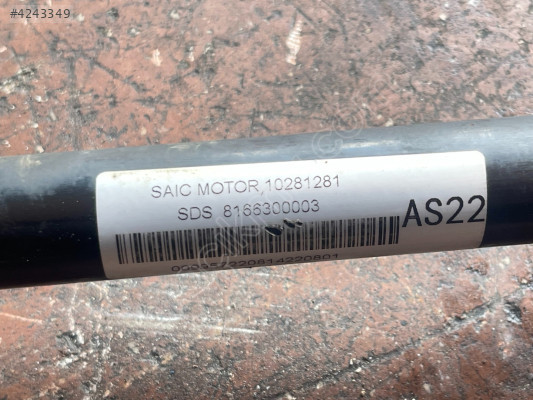 #4243349
SAIC MOTOR,10281281
SDS 8166300003
AS22